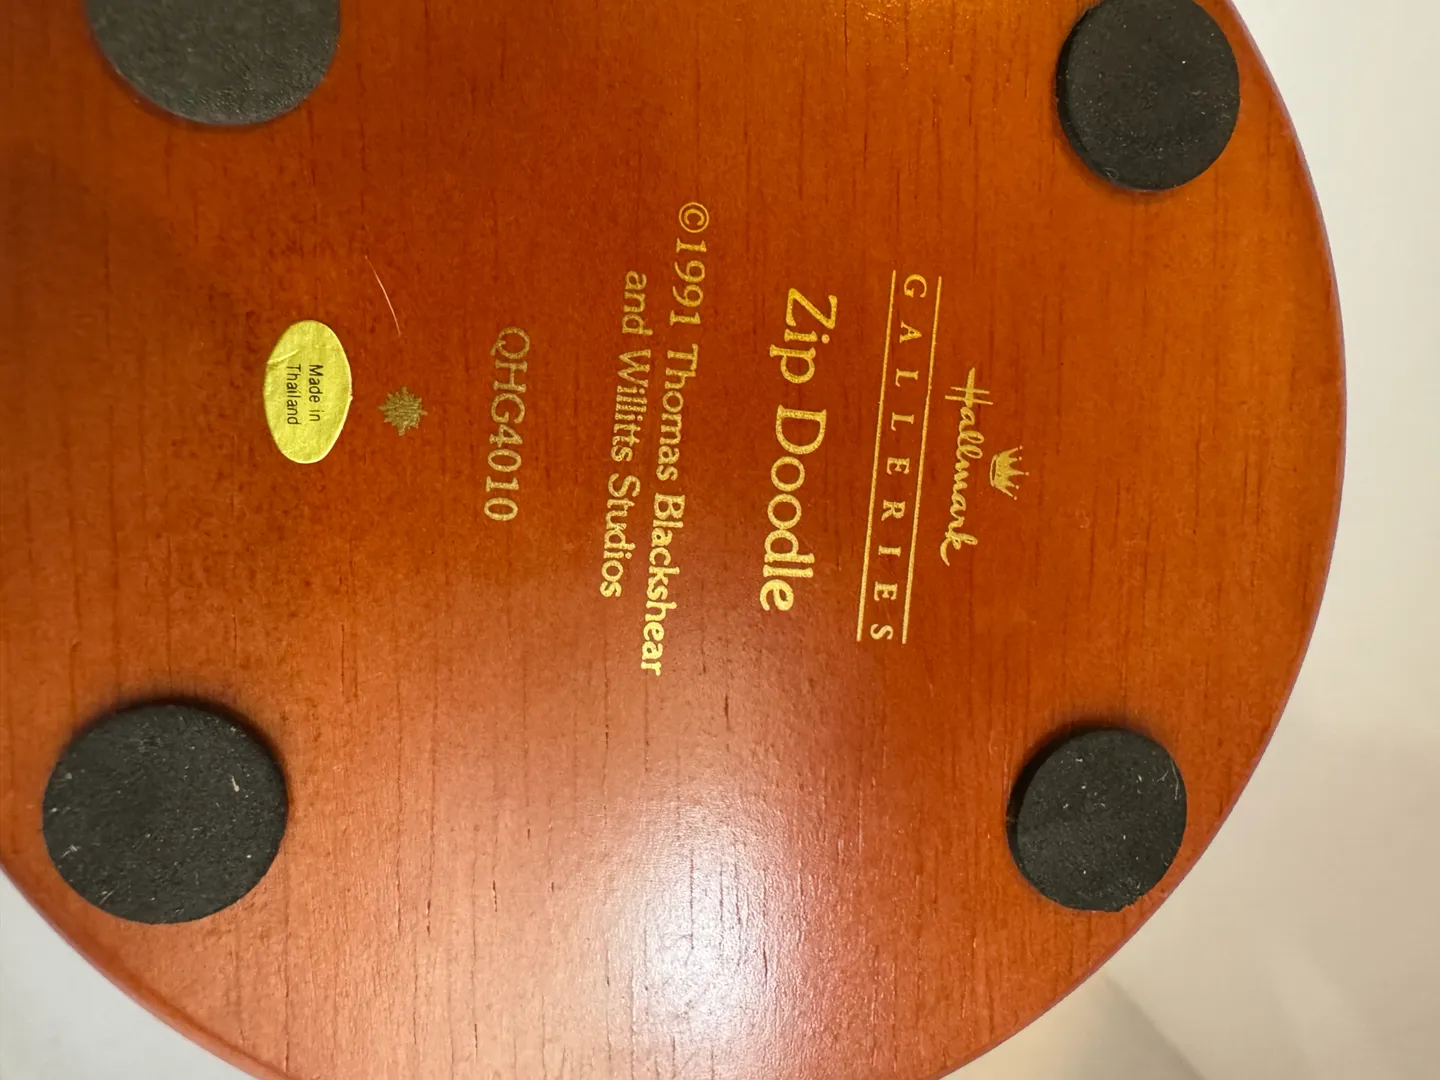 Hallmark
GALLERIES
Zip Doodle
©1991 Thomas Blackshear
and Willitts Studios
QHG4010
Made in
Thailand